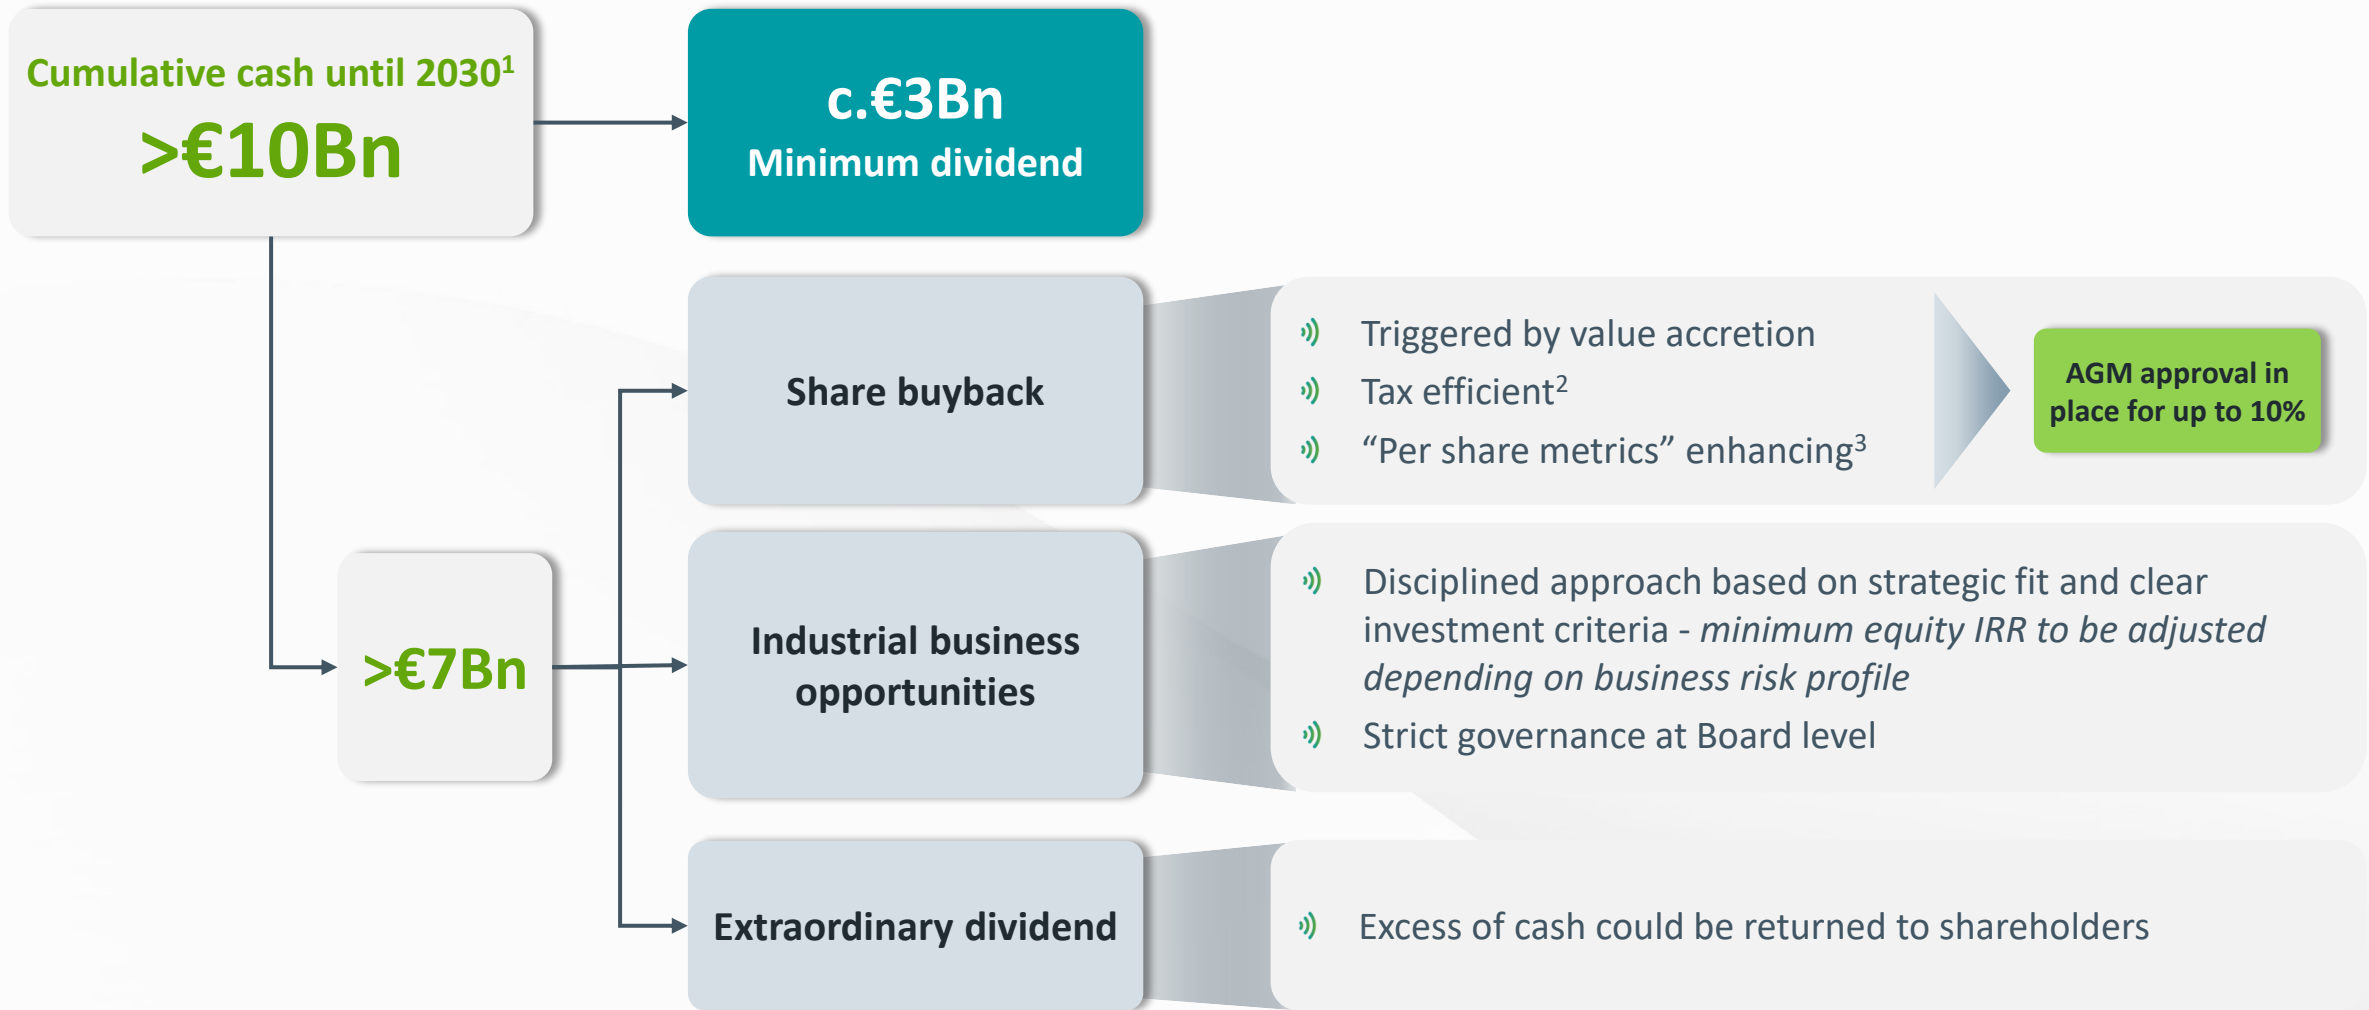 Cumulative cash until 2030¹
>€10Bn
c.€3Bn
Minimum dividend
Share buyback
Triggered by value accretion
Tax efficient²
“Per share metrics” enhancing³
AGM approval in
place for up to 10%
>€7Bn
Industrial business
opportunities
Disciplined approach based on strategic fit and clear
investment criteria - minimum equity IRR to be adjusted
depending on business risk profile
Strict governance at Board level
Extraordinary dividend
Excess of cash could be returned to shareholders